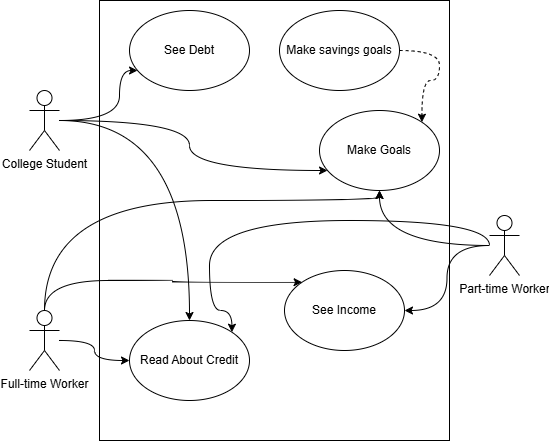 See Debt
Make savings goals
Make Goals
College Student
Part-time Worker
See Income
Read About Credit
Full-time Worker